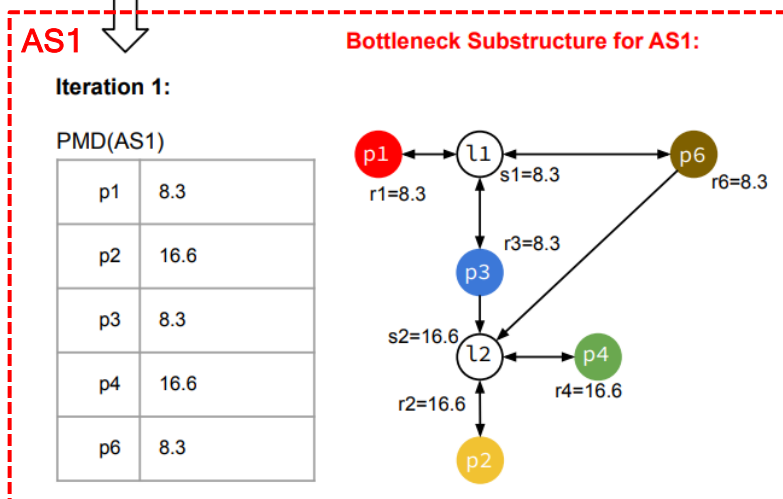 AS1
Bottleneck Substructure for AS1:
Iteration 1:
PMD(AS1)
p1 8.3
p2 16.6
p3 8.3
p4 16.6
p6 8.3
p1
l1
p6
r1=8.3
s1=8.3
r6=8.3
r3=8.3
p3
s2=16.6
l2
p4
r4=16.6
r2=16.6
p2